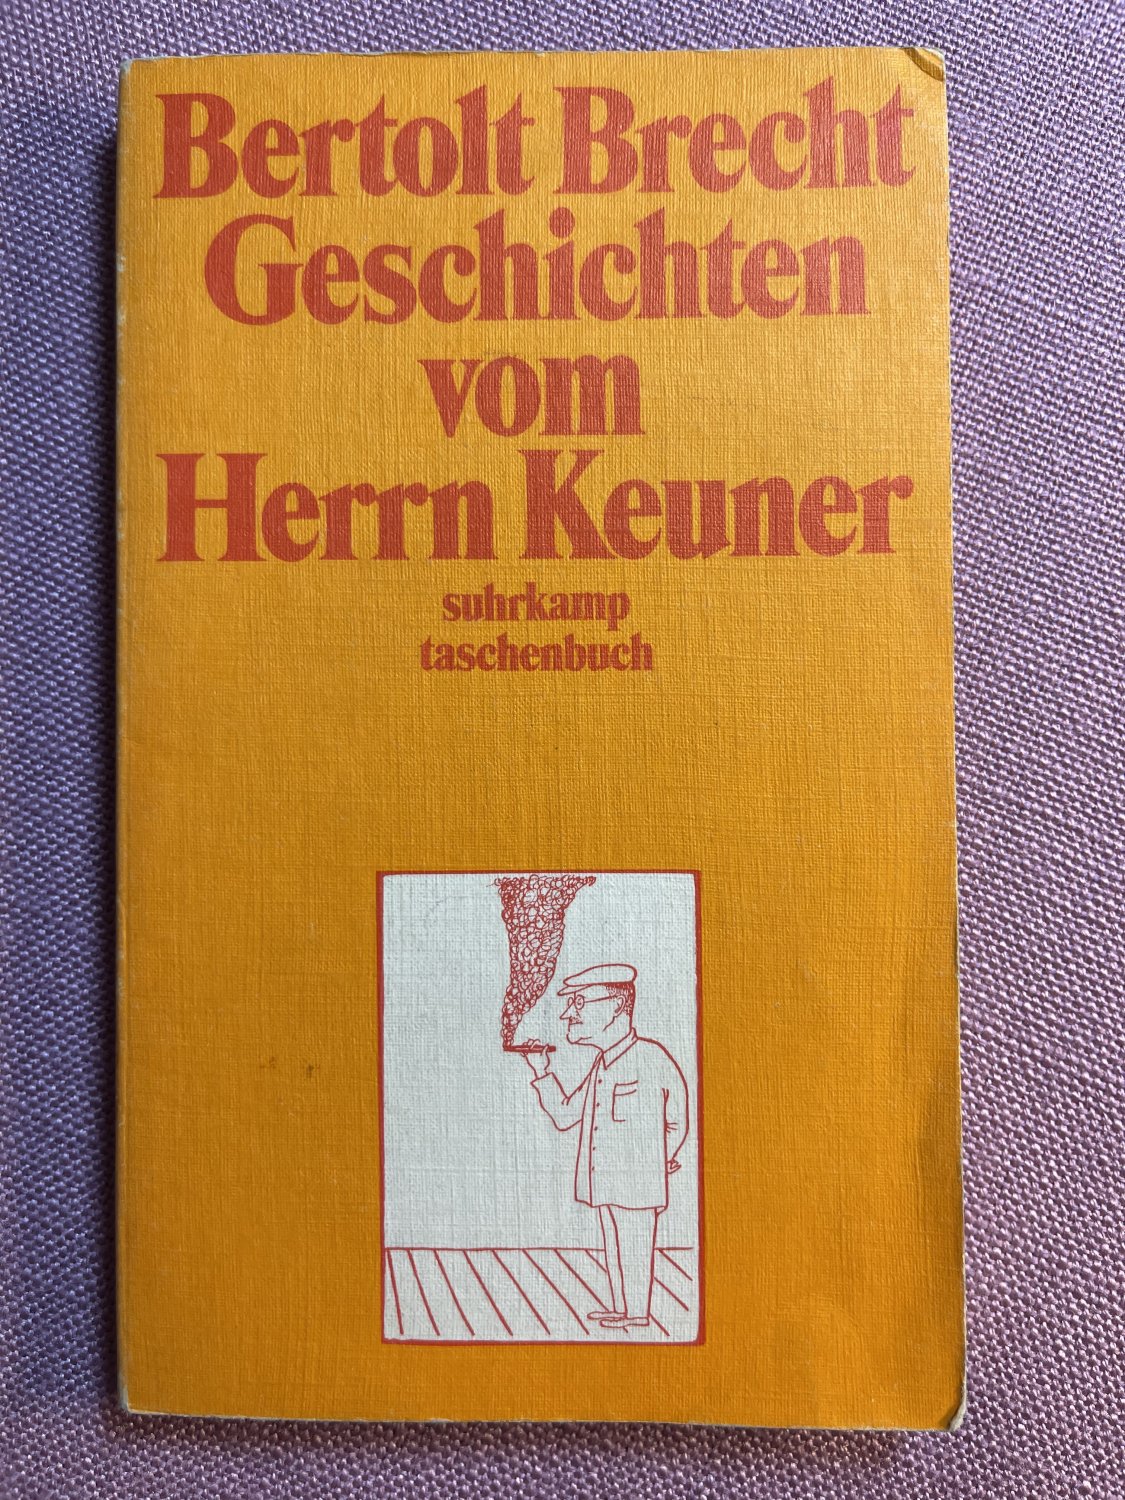 Bertolt Brecht
Geschichten
vom
Herrn Keuner
suhrkamp
taschenbuch